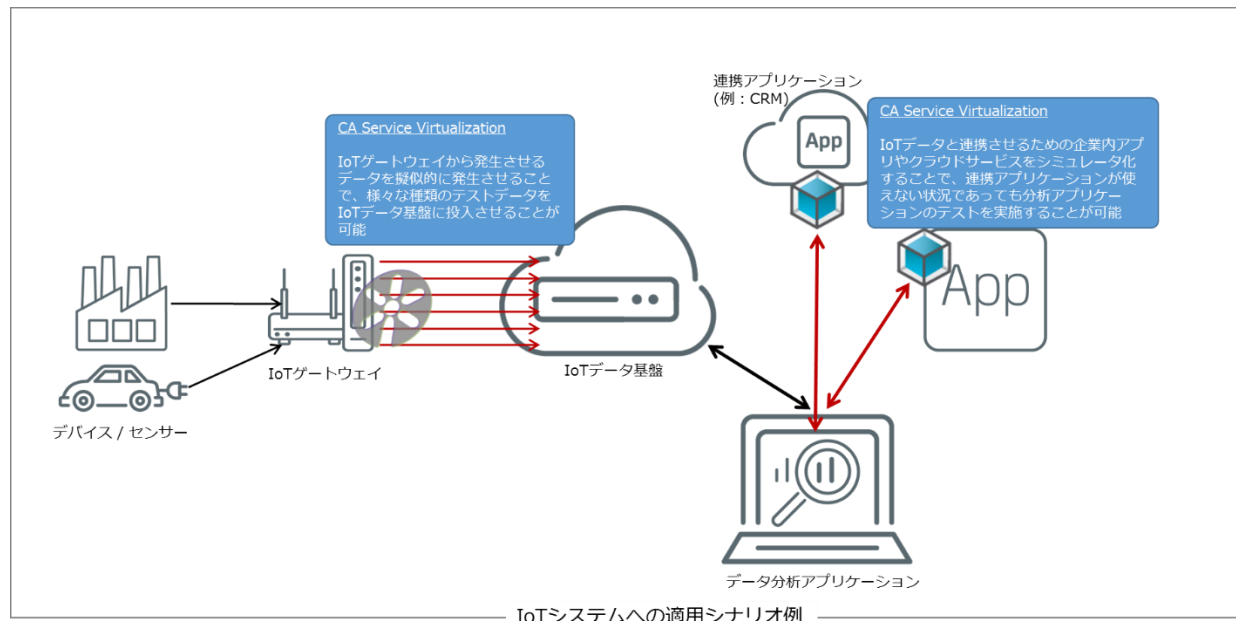 連携アプリケーション
(例：CRM)
App
CA Service Virtualization
IoTゲートウェイから発生させる
データを擬似的に発生させること
で、様々な種類のテストデータを
IoTデータ基盤に投入させることが
可能
CA Service Virtualization
IoTデータと連携させるための企業内アプ
リやクラウドサービスをシミュレータ化
することで、連携アプリケーションが使
えない状況であっても分析アプリケー
ションのテストを実施することが可能
App
IoTゲートウェイ
IoTデータ基盤
デバイス / センサー
データ分析アプリケーション
IoTシステムへの適用シナリオ例